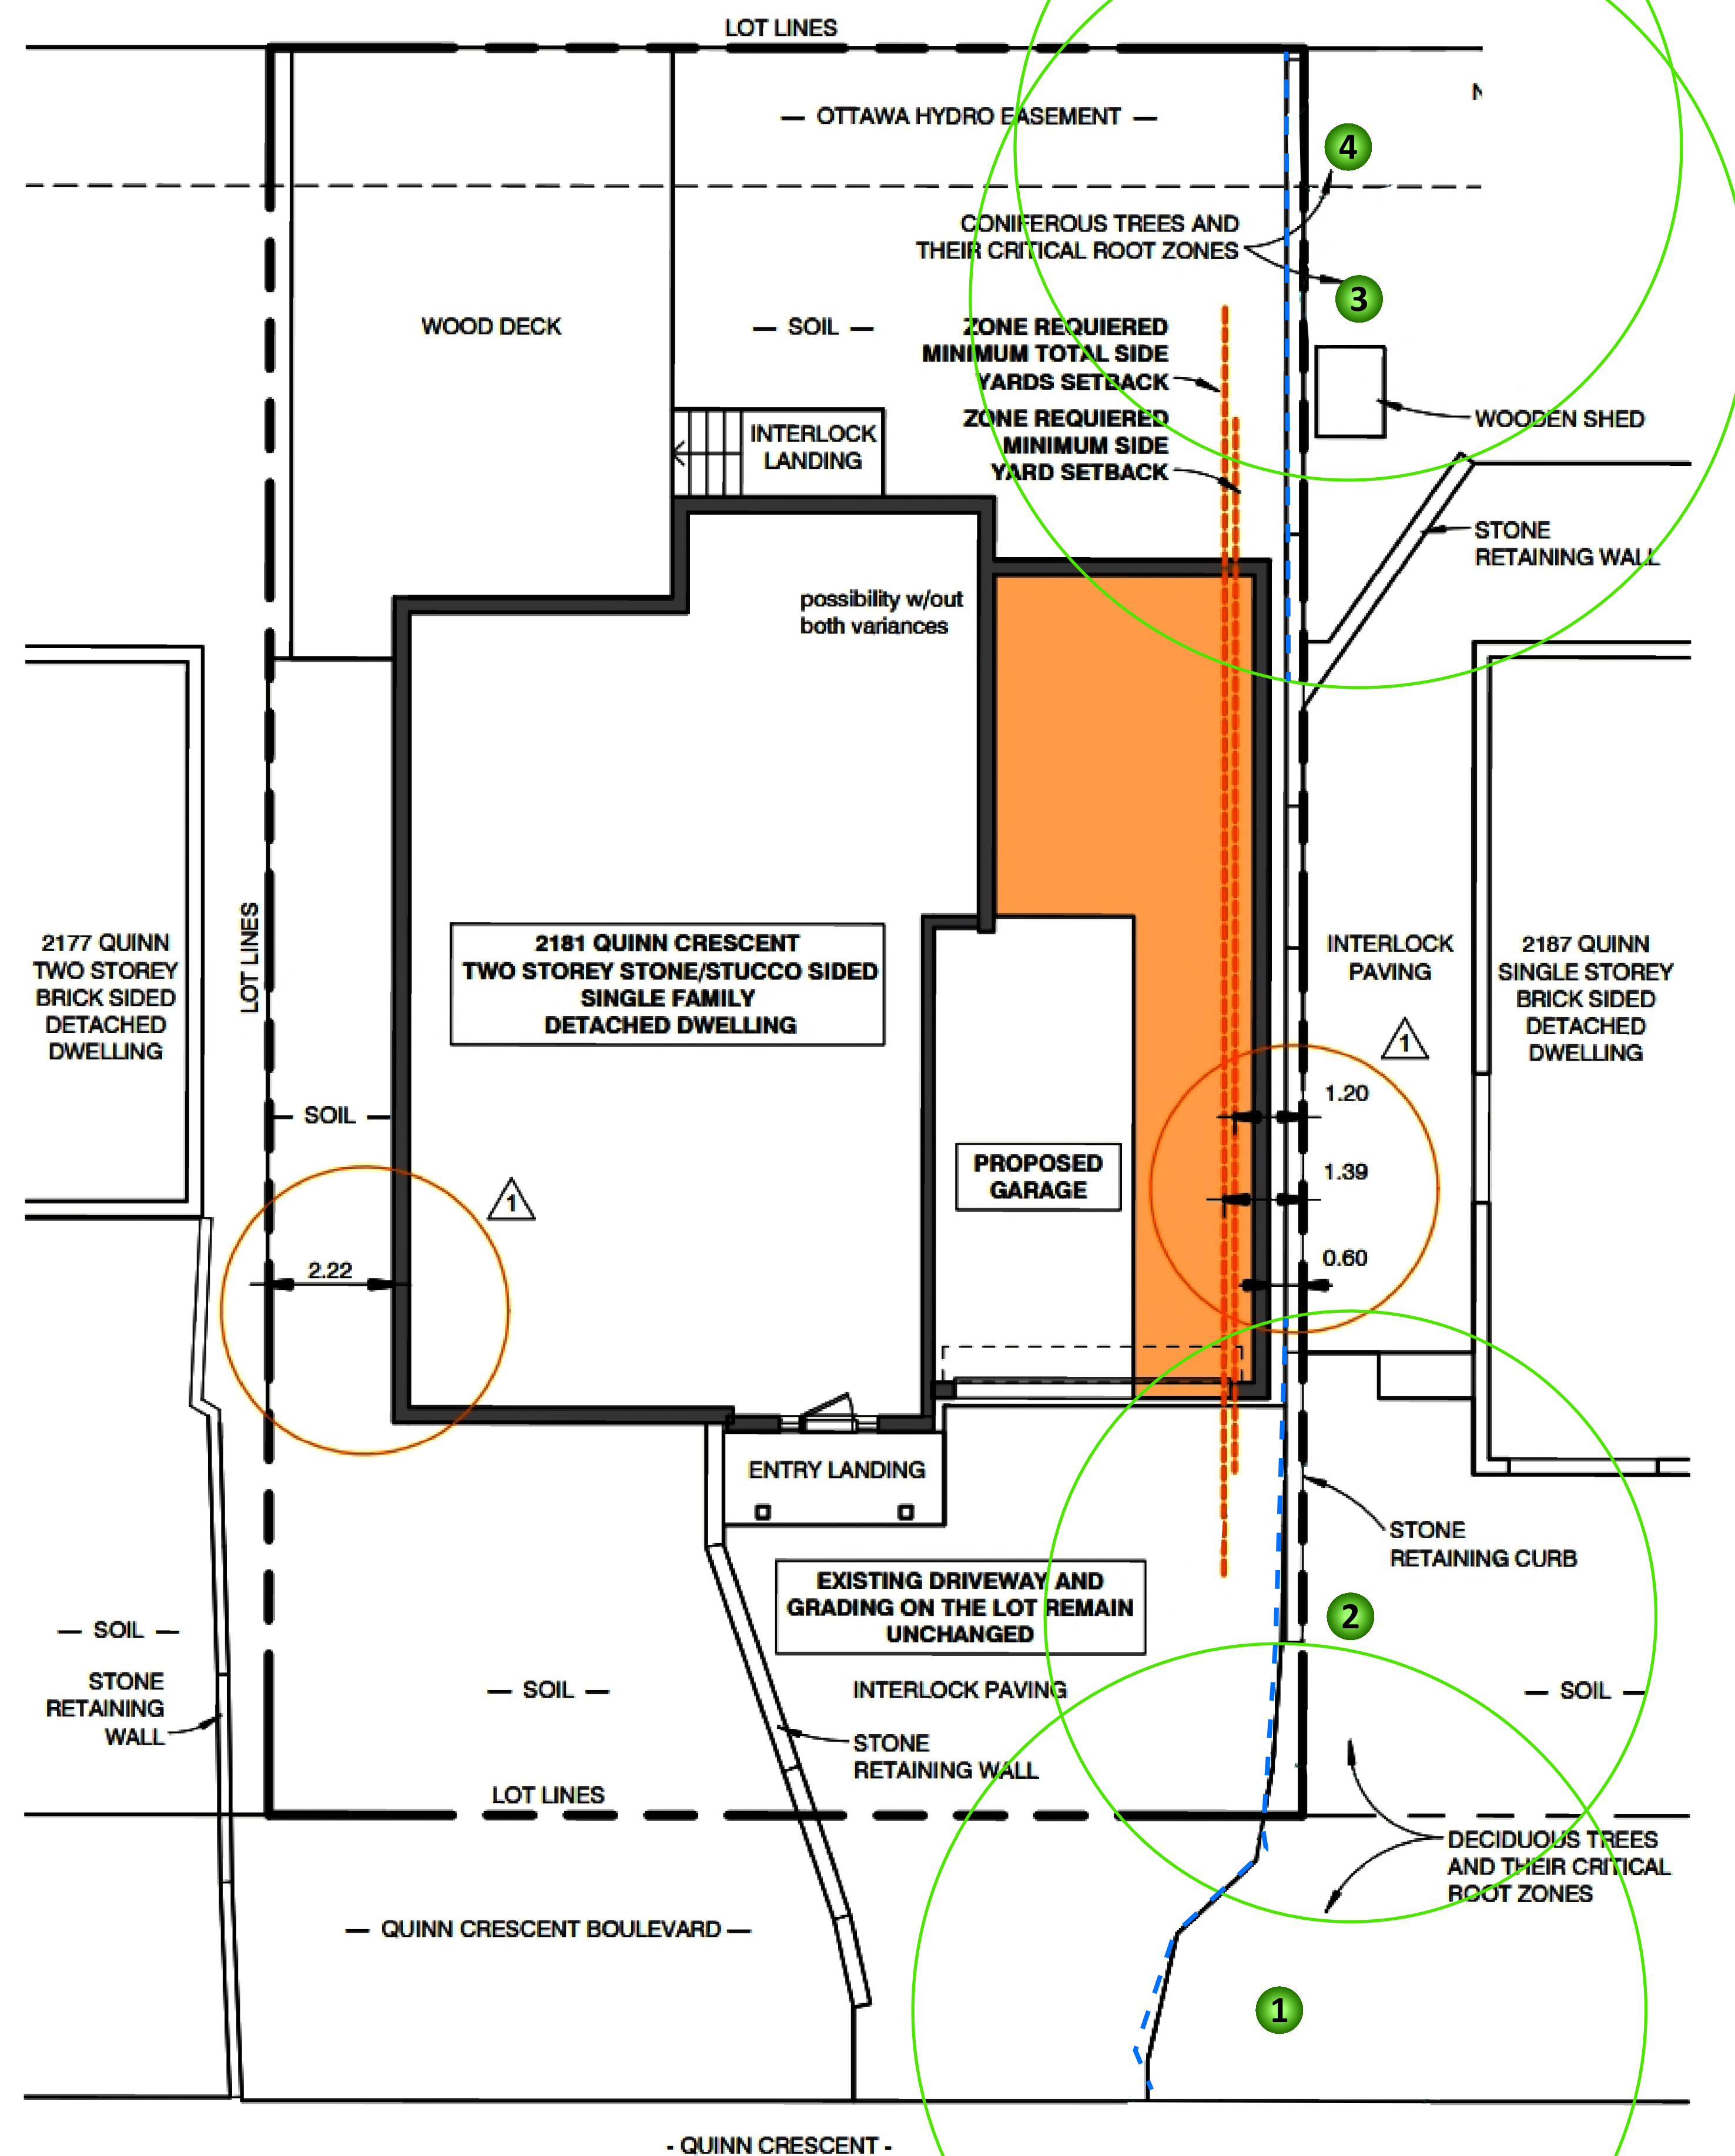 LOT LINES
N
— OTTAWA HYDRO EASEMENT —
4
CONIFEROUS TREES AND
THEIR CRITICAL ROOT ZONES
3
WOOD DECK
— SOIL —
ZONE REQUIERED
MINIMUM TOTAL SIDE
YARDS SETBACK
ZONE REQUIERED
MINIMUM SIDE
YARD SETBACK
WOODEN SHED
INTERLOCK
LANDING
STONE
RETAINING WALL
possibility w/out
both variances
2177 QUINN
TWO STOREY
BRICK SIDED
DETACHED
DWELLING
LOT LINES
2181 QUINN CRESCENT
TWO STOREY STONE/STUCCO SIDED
SINGLE FAMILY
DETACHED DWELLING
INTERLOCK
PAVING
2187 QUINN
SINGLE STOREY
BRICK SIDED
DETACHED
DWELLING
1
1.20
— SOIL —
PROPOSED
GARAGE
1.39
1
0.60
2.22
ENTRY LANDING
STONE
RETAINING CURB
EXISTING DRIVEWAY AND
GRADING ON THE LOT REMAIN
UNCHANGED
2
— SOIL —
STONE
RETAINING
WALL
— SOIL —
INTERLOCK PAVING
— SOIL —
STONE
RETAINING WALL
LOT LINES
DECIDUOUS TREES
AND THEIR CRITICAL
ROOT ZONES
— QUINN CRESCENT BOULEVARD —
1
- QUINN CRESCENT -